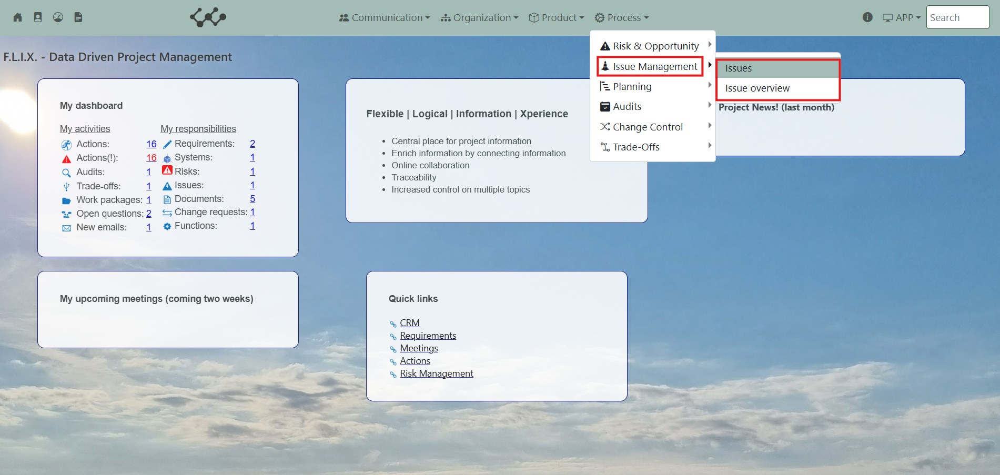 Communication
Organization
Product
Process
APP
Search
Risk & Opportunity
Issue Management
Planning
Audits
Change Control
Trade-Offs
Issues
Issue overview
F.L.I.X. - Data Driven Project Management
My dashboard
My activities
Actions: 16
Actions(!): 16
Audits: 1
Trade-offs: 1
Work packages: 1
Open questions: 2
New emails: 1
My responsibilities
Requirements: 2
Systems: 1
Risks: 1
Issues: 1
Documents: 5
Change requests: 1
Functions: 1
Flexible | Logical | Information | Xperience
• Central place for project information
• Enrich information by connecting information
• Online collaboration
• Traceability
• Increased control on multiple topics
Project News! (last month)
My upcoming meetings (coming two weeks)
Quick links
CRM
Requirements
Meetings
Actions
Risk Management